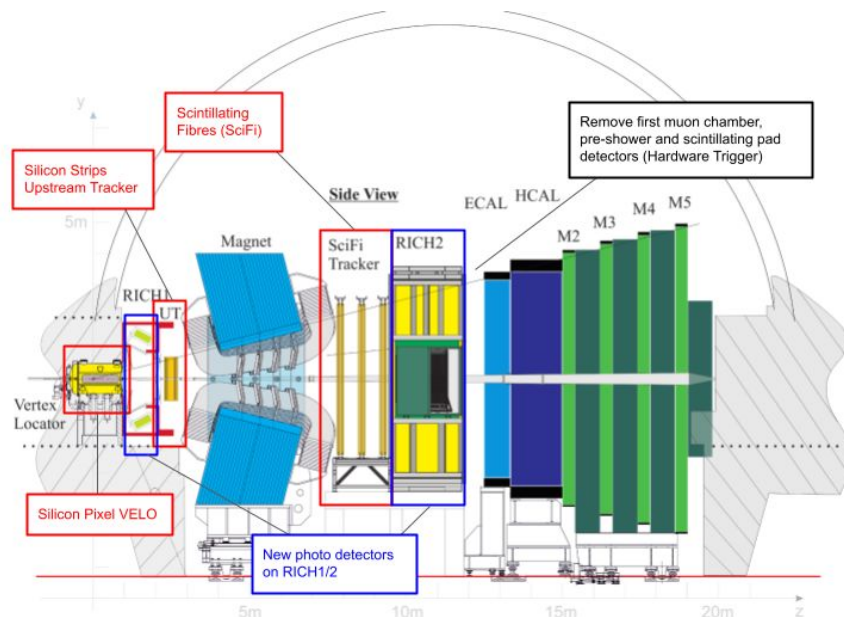 y
Scintillating
Fibres (SciFi)
Remove first muon chamber,
pre-shower and scintillating pad
detectors (Hardware Trigger)
Silicon Strips
Upstream Tracker
5m
Side View
ECAL
HCAL
M2
M3
M4
M5
Magnet
SciFi
Tracker
RICH2
RICH1
UT
Vertex
Locator
Silicon Pixel VELO
New photo detectors
on RICH1/2
5m
10m
15m
20m
z